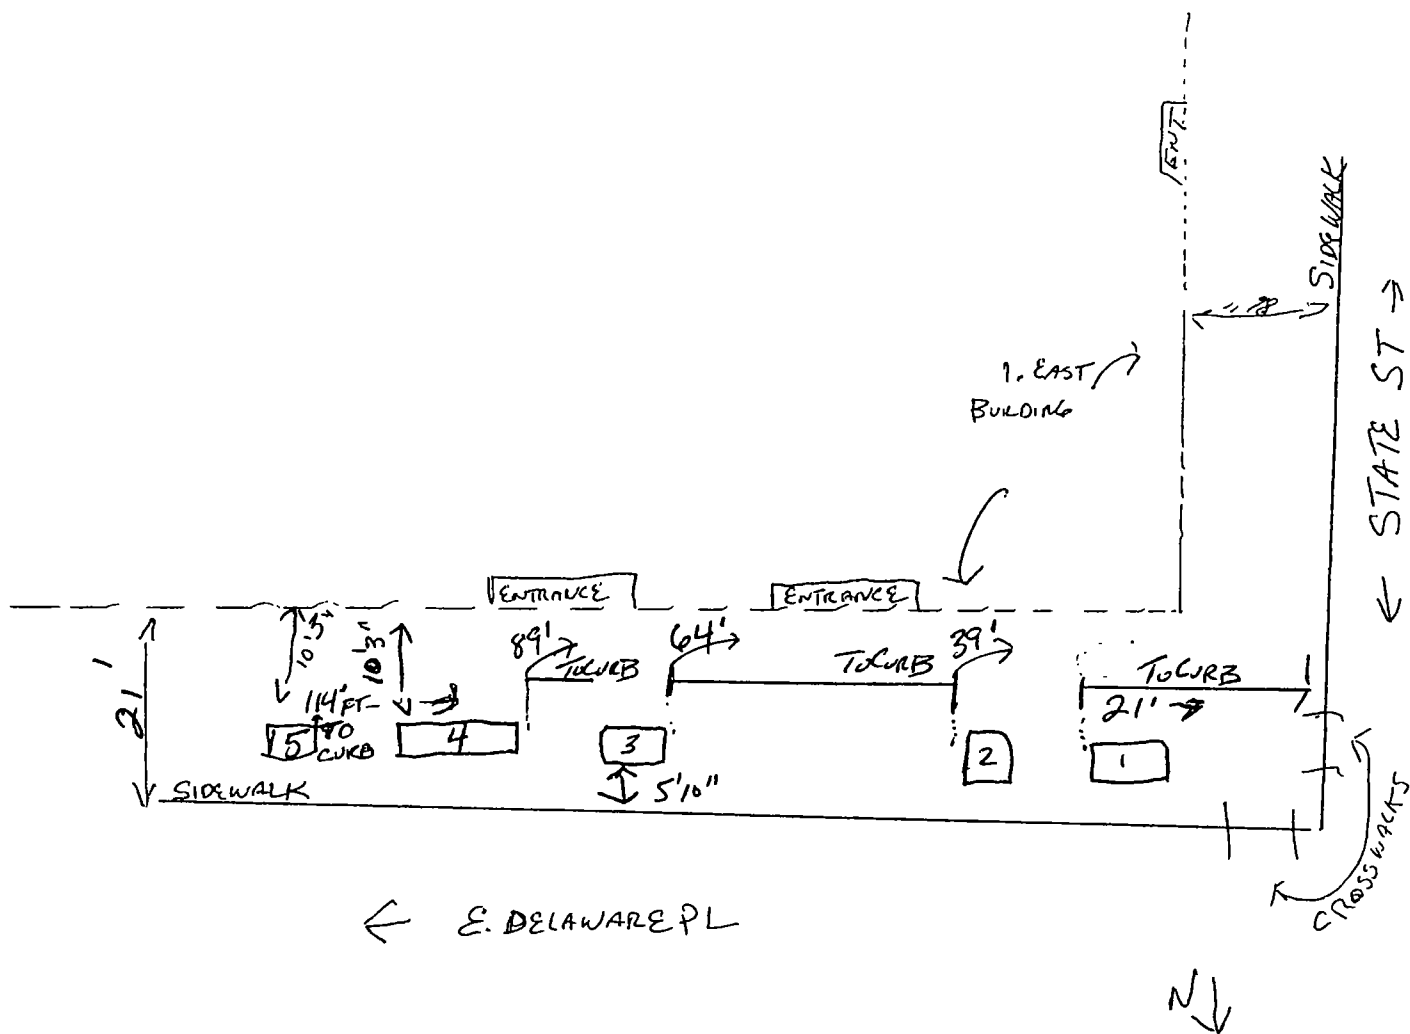 ENT.
SIDEWALK
← STATE ST →
1. EAST
BUILDING
ENTRANCE
ENTRANCE
21'
10'3"
10'3"
89'
TO CURB
64'
TO CURB
39'
TO CURB
21' →
114' FT-
TO
CURB
5
4
3
2
1
5'10"
SIDEWALK
CROSSWALKS
← E. DELAWARE PL
N↓